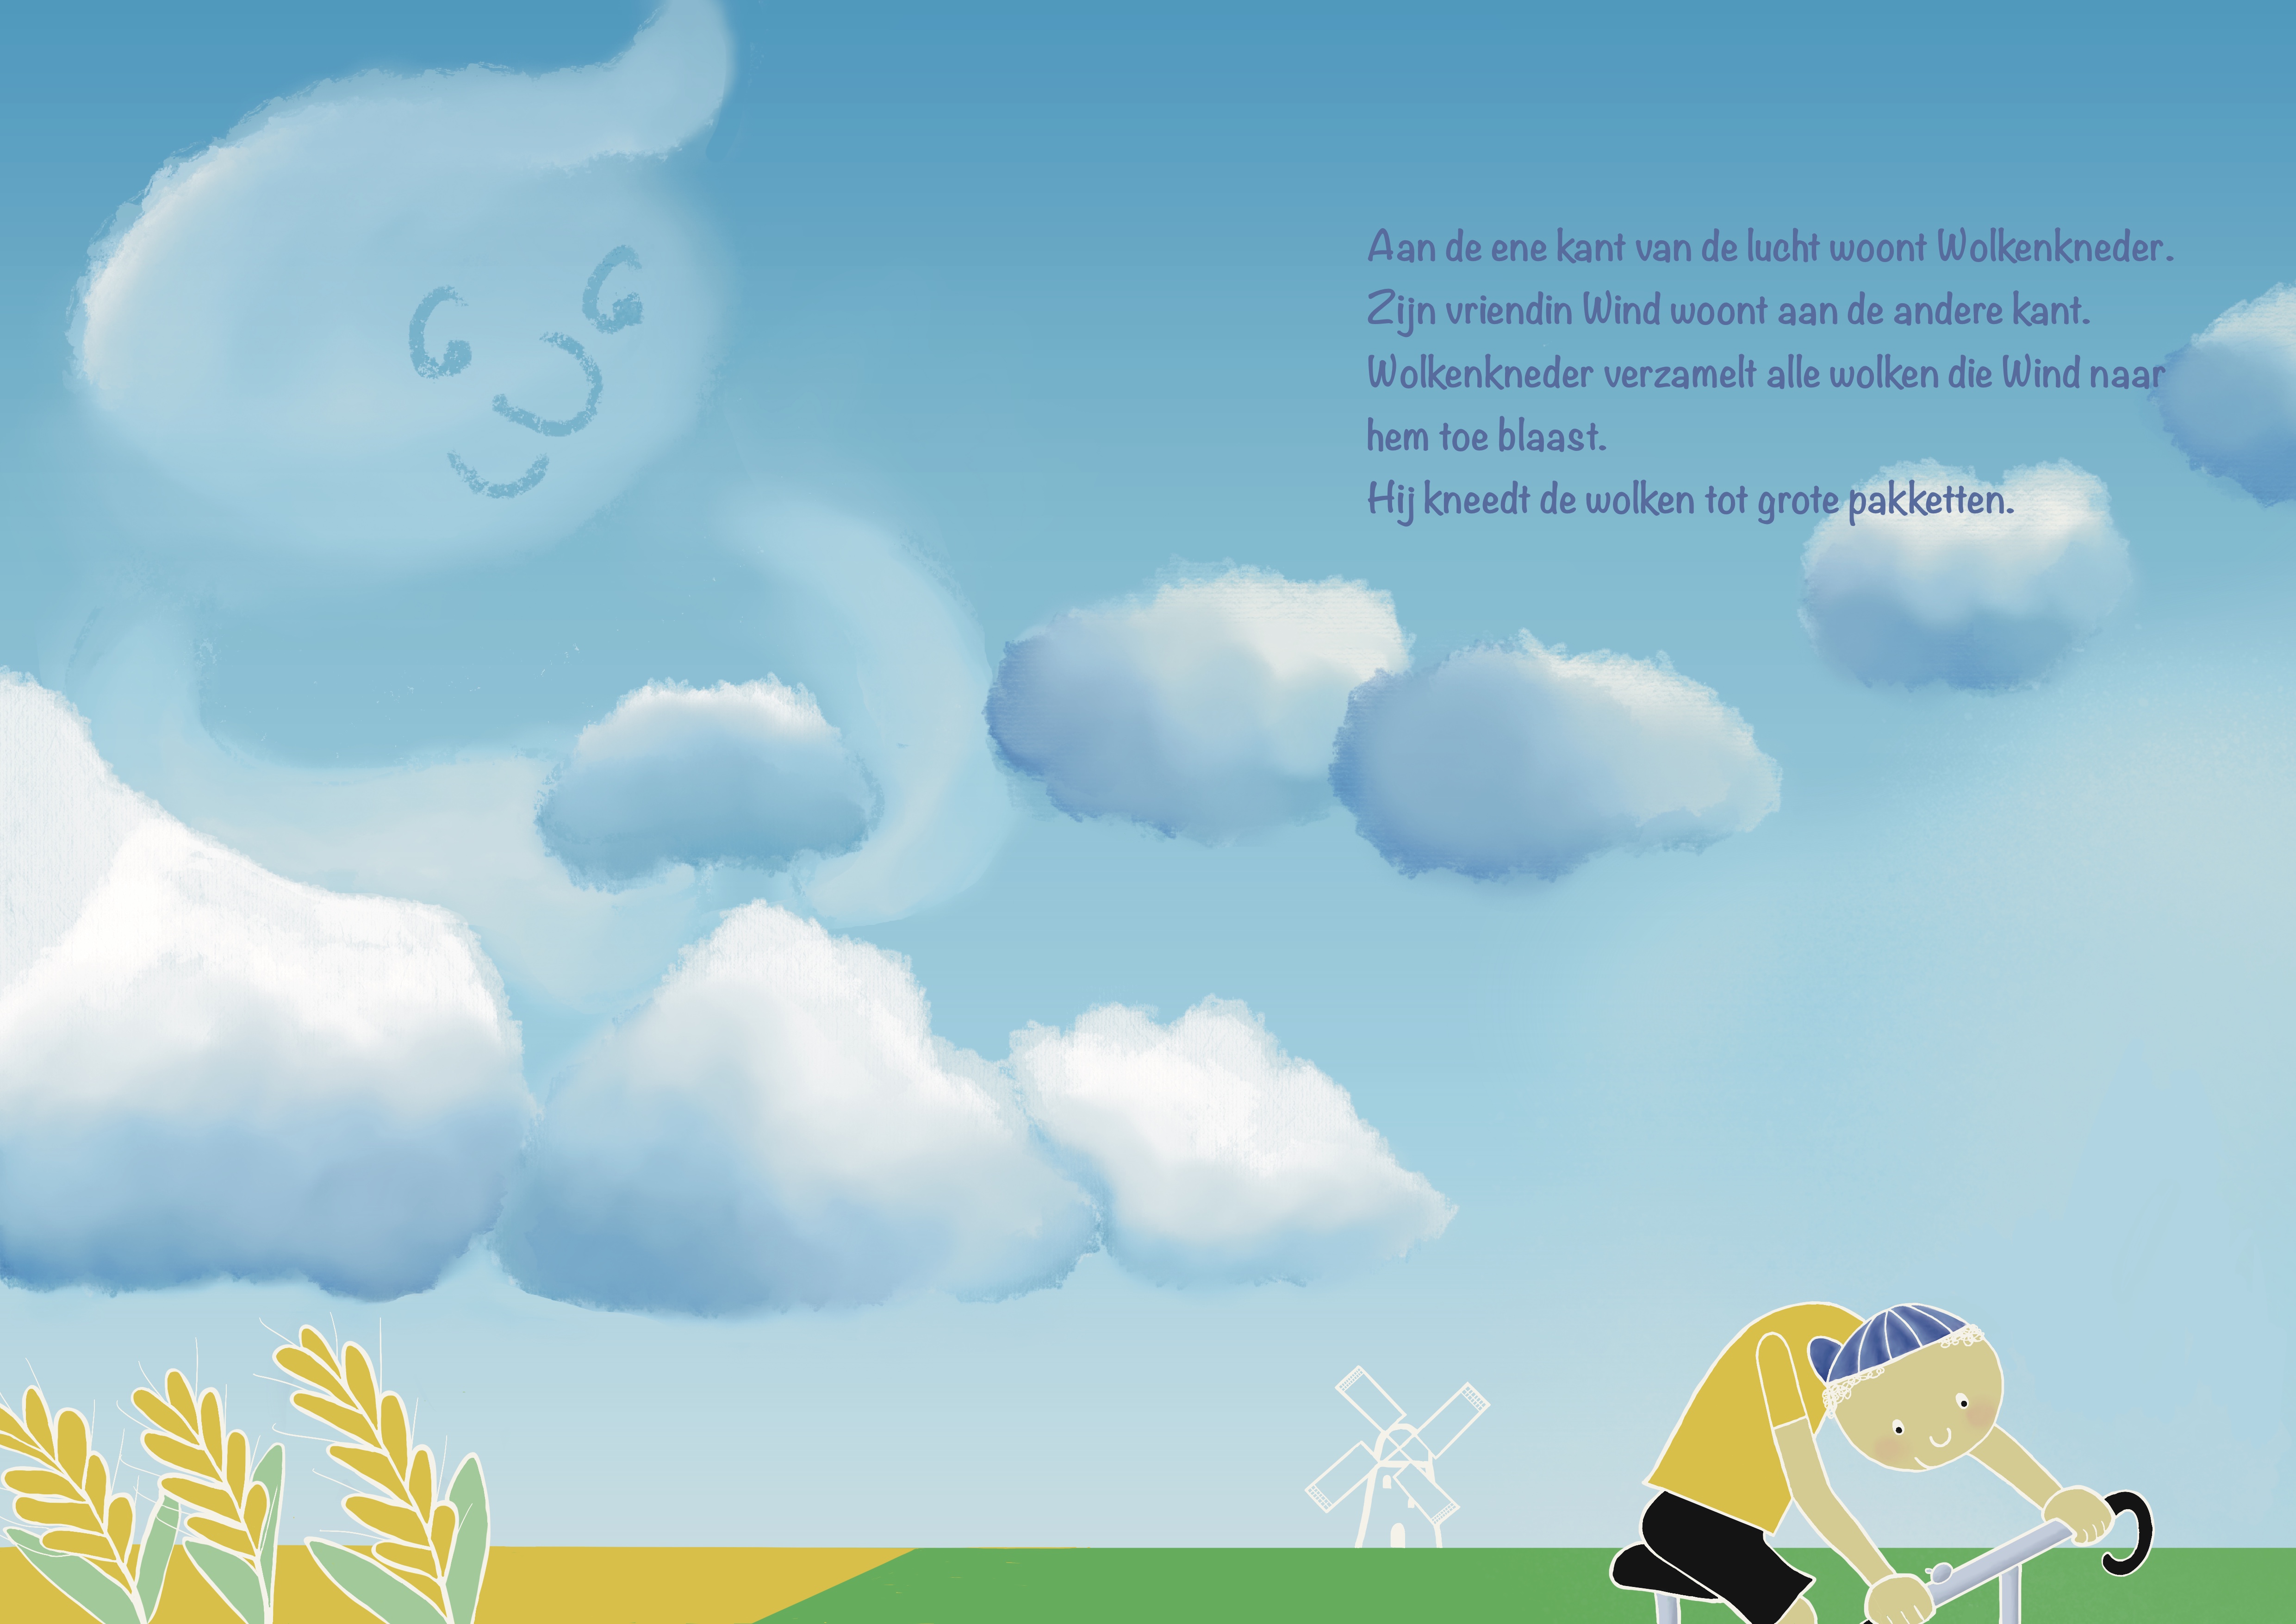 Aan de ene kant van de lucht woont Wolkenkneder.
Zijn vriendin Wind woont aan de andere kant.
Wolkenkneder verzamelt alle wolken die Wind naar
hem toe blaast.
Hij kneedt de wolken tot grote pakketten.